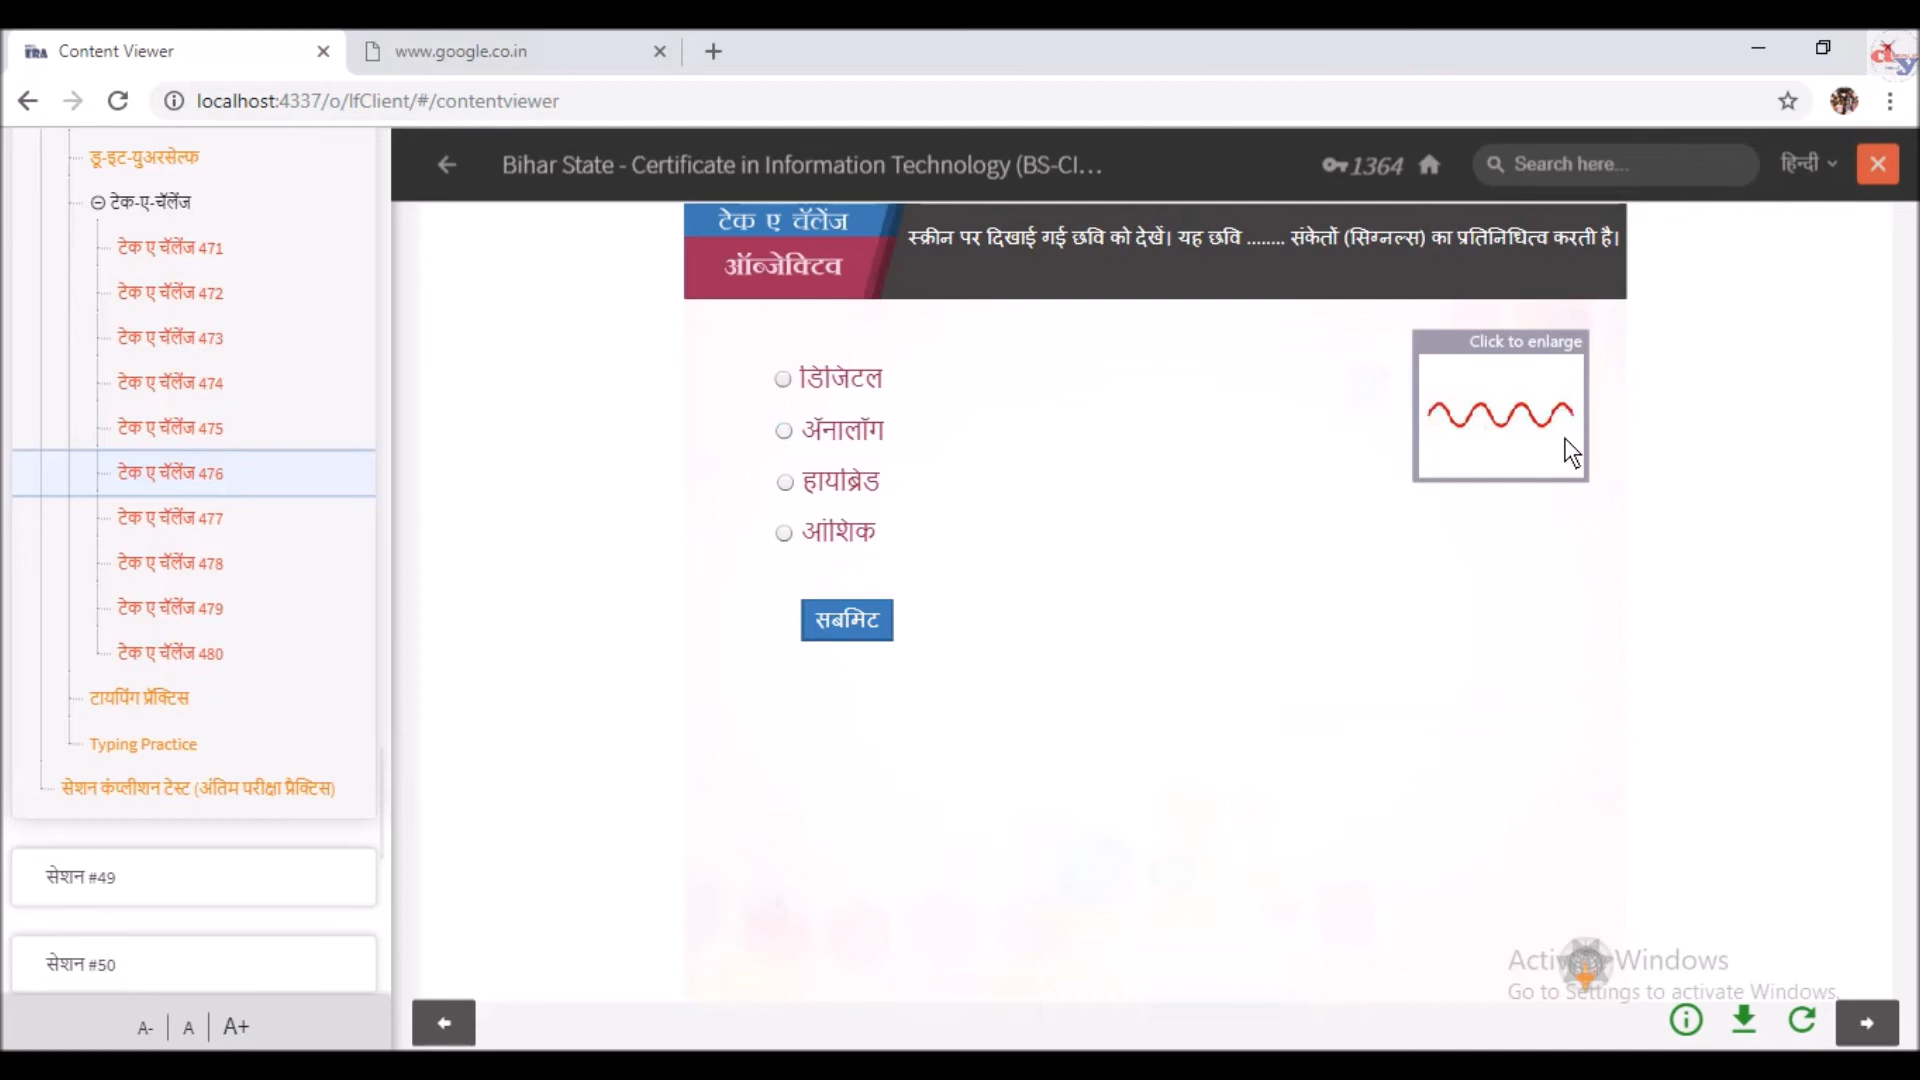 ERA Content Viewer
www.google.co.in
localhost:4337/o/lfClient/#/contentviewer
डू-इट-युअरसेल्फ
टेक-ए-चॅलेंज
टेक ए चॅलेंज 471
टेक ए चॅलेंज 472
टेक ए चॅलेंज 473
टेक ए चॅलेंज 474
टेक ए चॅलेंज 475
टेक ए चॅलेंज 476
टेक ए चॅलेंज 477
टेक ए चॅलेंज 478
टेक ए चॅलेंज 479
टेक ए चॅलेंज 480
टायपिंग प्रॅक्टिस
Typing Practice
सेशन कंप्लीशन टेस्ट (अंतिम परीक्षा प्रैक्टिस)
सेशन #49
सेशन #50
A- A A+
Bihar State - Certificate in Information Technology (BS-CI...
1364
Search here...
हिन्दी
टेक ए चॅलेंज
ऑब्जेक्टिव
स्क्रीन पर दिखाई गई छवि को देखें। यह छवि ........ संकेतों (सिग्नल्स) का प्रतिनिधित्व करती है।
Click to enlarge
डिजिटल
ॲनालॉग
हायब्रिड
आंशिक
सबमिट
Windows
Go to Settings to activate Windows.